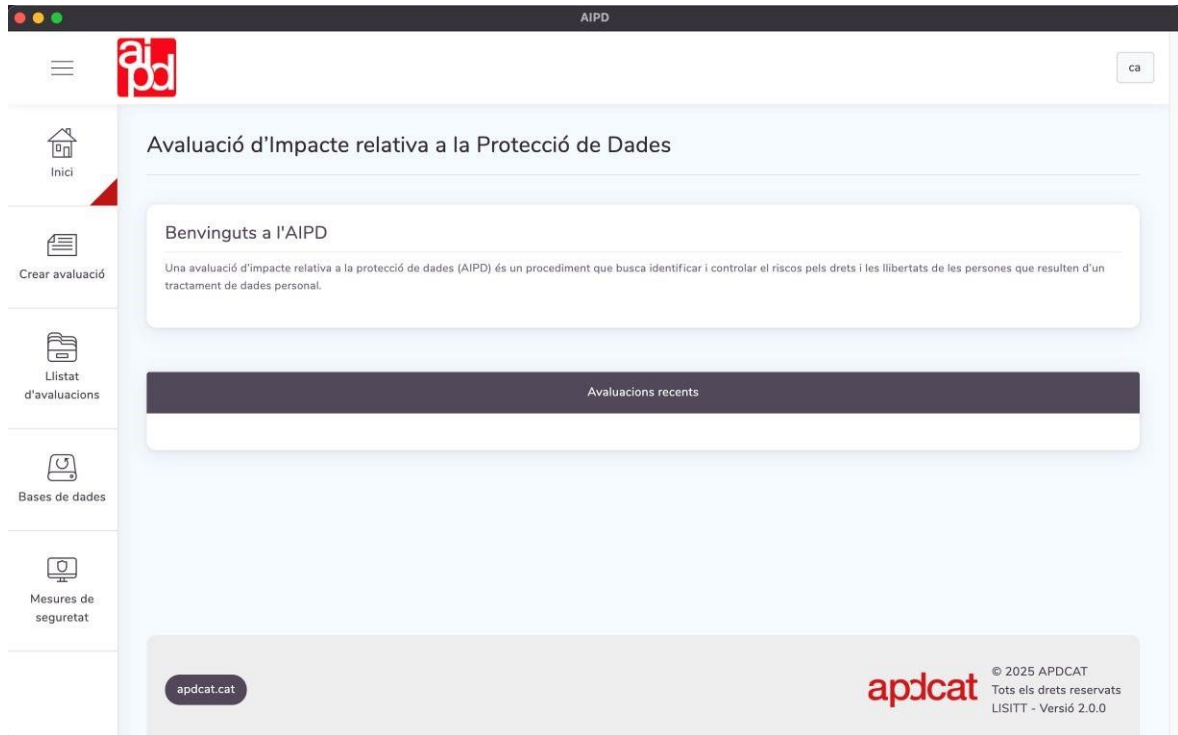 AIPD
aipd
ca
Inici
Crear avaluació
Llistat
d'avaluacions
Bases de dades
Mesures de
seguretat
Avaluació d’Impacte relativa a la Protecció de Dades
Benvinguts a l'AIPD
Una avaluació d’impacte relativa a la protecció de dades (AIPD) és un procediment que busca identificar i controlar el riscos pels drets i les llibertats de les persones que resulten d’un
tractament de dades personal.
Avaluacions recents
apdcat.cat
apdcat
© 2025 APDCAT
Tots els drets reservats
LISITT - Versió 2.0.0